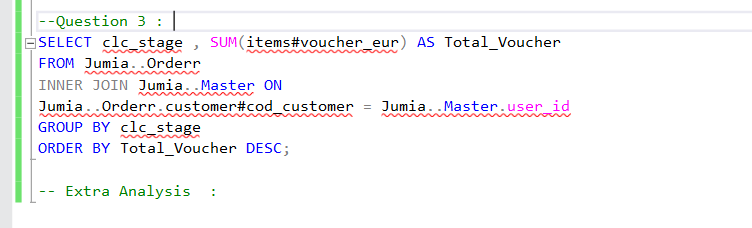 --Question 3 :
SELECT clc_stage , SUM(items#voucher_eur) AS Total_Voucher
FROM Jumia..Orderr
INNER JOIN Jumia..Master ON
Jumia..Orderr.customer#cod_customer = Jumia..Master.user_id
GROUP BY clc_stage
ORDER BY Total_Voucher DESC;
-- Extra Analysis  :